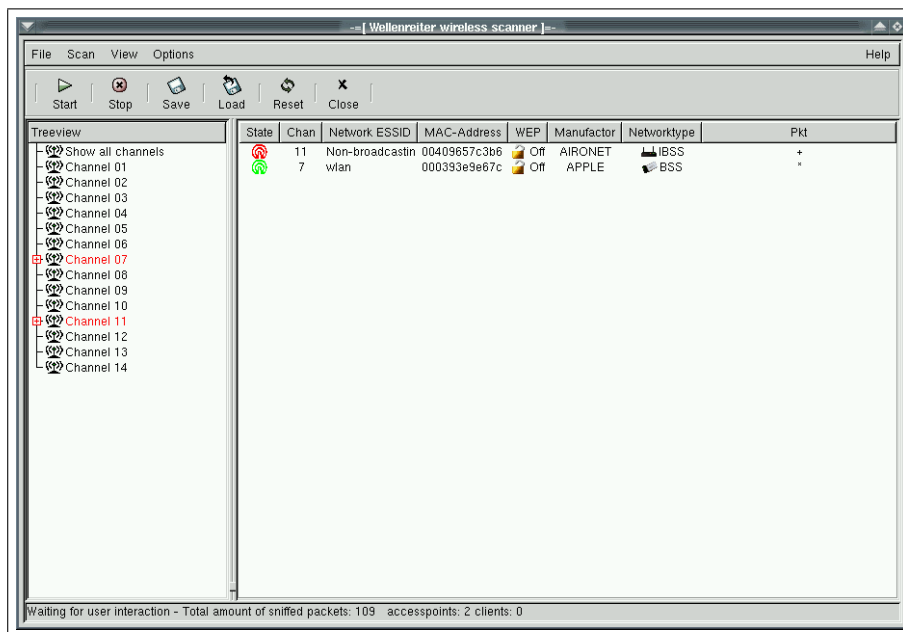 -=[ Wellenreiter wireless scanner ]=-
File Scan View Options Help
Start Stop Save Load Reset Close
Treeview
Show all channels
Channel 01
Channel 02
Channel 03
Channel 04
Channel 05
Channel 06
Channel 07
Channel 08
Channel 09
Channel 10
Channel 11
Channel 12
Channel 13
Channel 14
State Chan Network ESSID MAC-Address WEP Manufactor Networktype Pkt
11 Non-broadcastin 00409657c3b6 Off AIRONET IBSS +
7 wlan 000393e9e67c Off APPLE BSS *
Waiting for user interaction - Total amount of sniffed packets: 109 accesspoints: 2 clients: 0